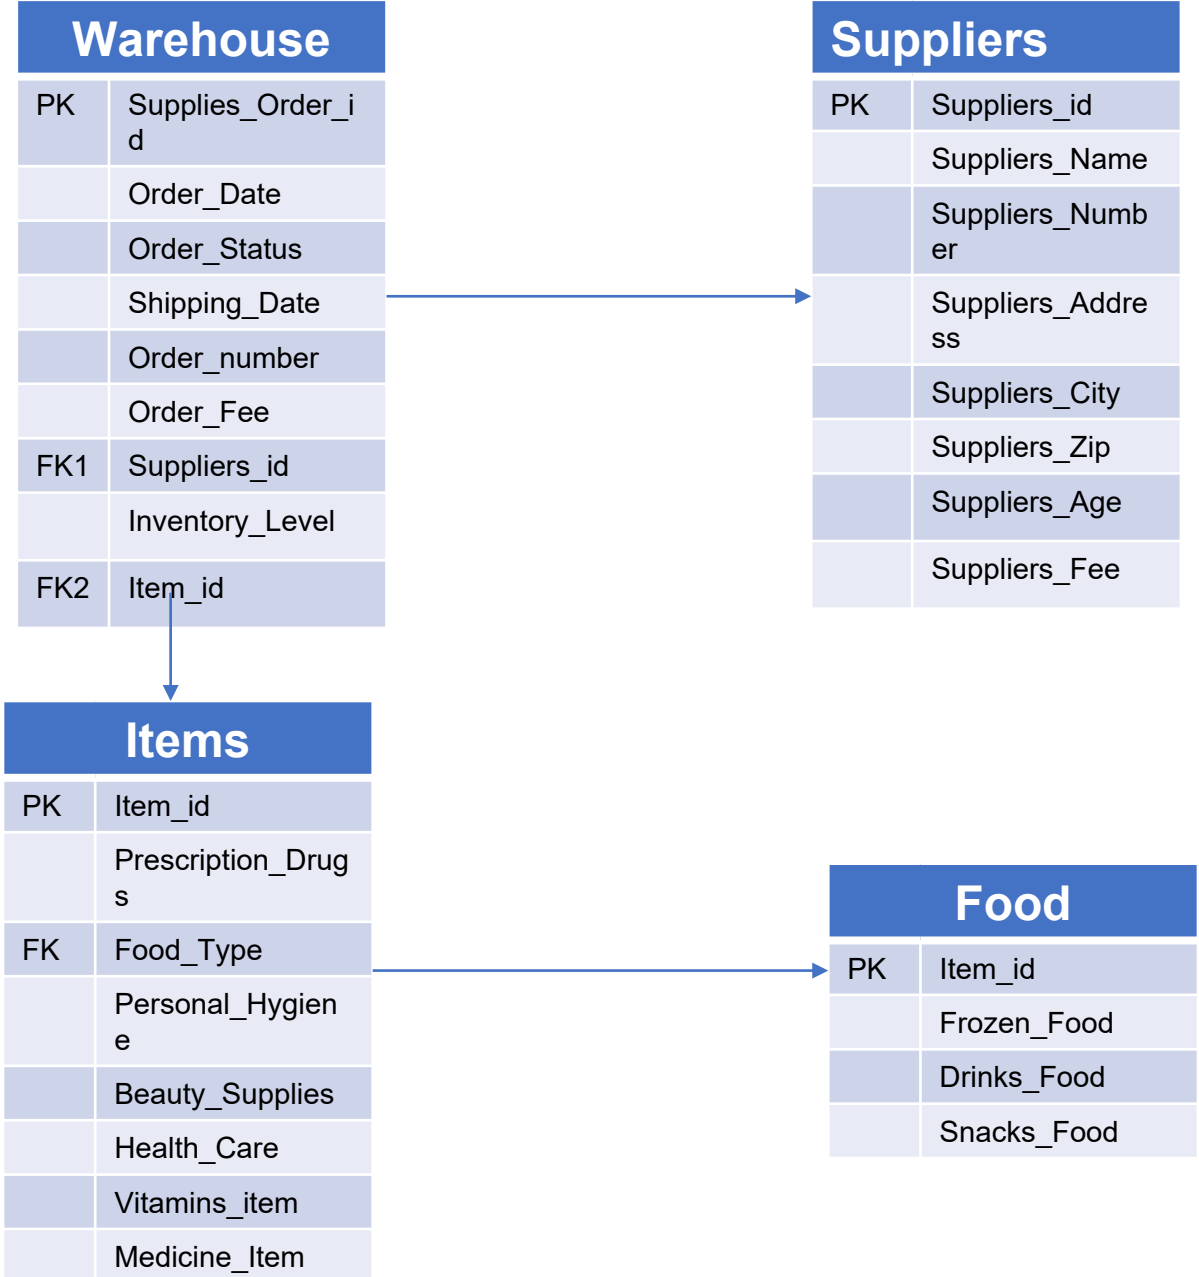 Warehouse
PK Supplies_Order_i
d
Order_Date
Order_Status
Shipping_Date
Order_number
Order_Fee
FK1 Suppliers_id
Inventory_Level
FK2 Item_id
Suppliers
PK Suppliers_id
Suppliers_Name
Suppliers_Numb
er
Suppliers_Addre
ss
Suppliers_City
Suppliers_Zip
Suppliers_Age
Suppliers_Fee
Items
PK Item_id
Prescription_Drug
s
FK Food_Type
Personal_Hygien
e
Beauty_Supplies
Health_Care
Vitamins_item
Medicine_Item
Food
PK Item_id
Frozen_Food
Drinks_Food
Snacks_Food